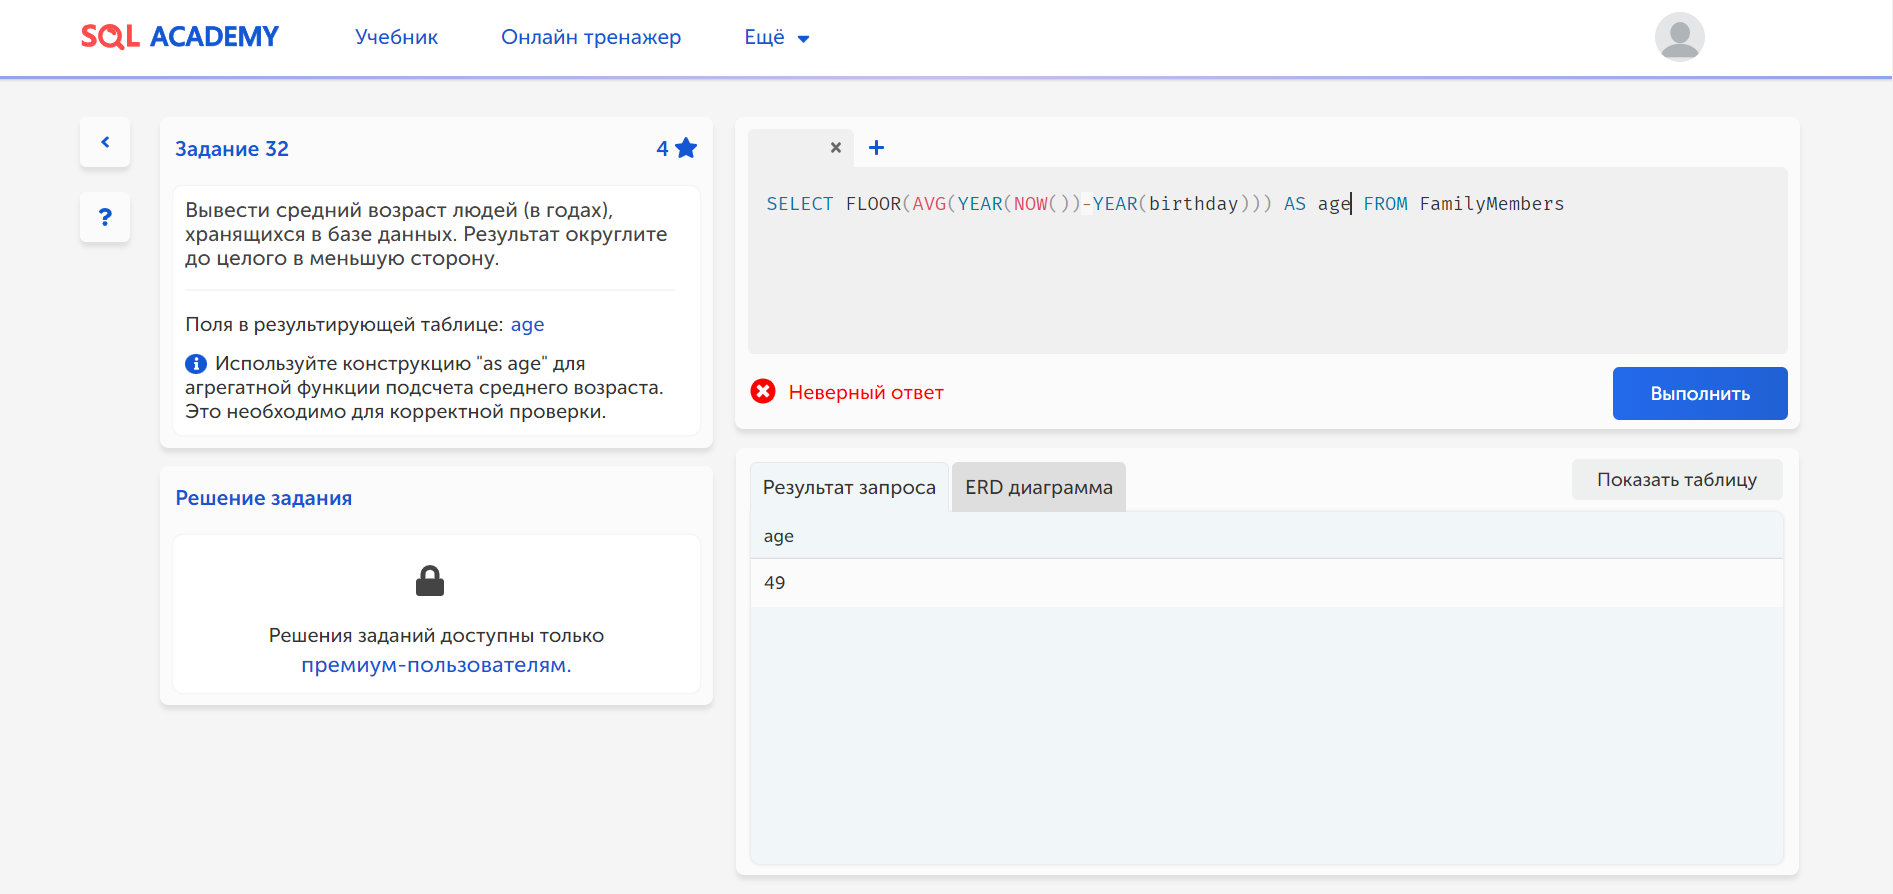 SQL ACADEMY
Учебник
Онлайн тренажер
Ещё
Задание 32
4
Вывести средний возраст людей (в годах),
хранящихся в базе данных. Результат округлите
до целого в меньшую сторону.
Поля в результирующей таблице: age
Используйте конструкцию "as age" для
агрегатной функции подсчета среднего возраста.
Это необходимо для корректной проверки.
Решение задания
Решения заданий доступны только
премиум-пользователям.
SELECT FLOOR(AVG(YEAR(NOW())-YEAR(birthday))) AS age FROM FamilyMembers
Неверный ответ
Выполнить
Результат запроса
ERD диаграмма
Показать таблицу
age
49